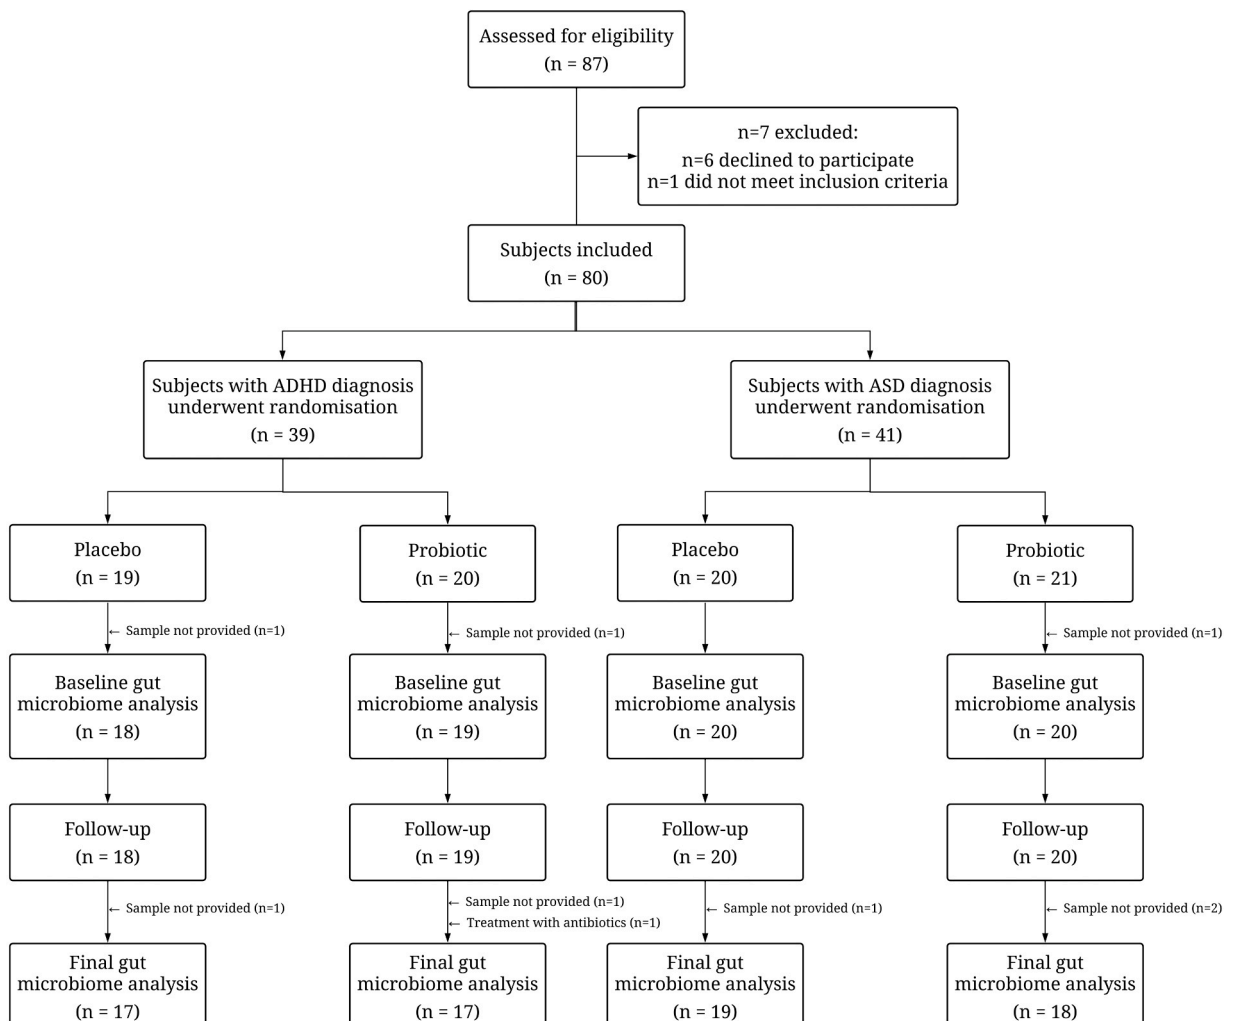 Assessed for eligibility
(n = 87)
n=7 excluded:
n=6 declined to participate
n=1 did not meet inclusion criteria
Subjects included
(n = 80)
Subjects with ADHD diagnosis
underwent randomisation
(n = 39)
Subjects with ASD diagnosis
underwent randomisation
(n = 41)
Placebo
(n = 19)
Probiotic
(n = 20)
Placebo
(n = 20)
Probiotic
(n = 21)
← Sample not provided (n=1)
← Sample not provided (n=1)
← Sample not provided (n=1)
Baseline gut
microbiome analysis
(n = 18)
Baseline gut
microbiome analysis
(n = 19)
Baseline gut
microbiome analysis
(n = 20)
Baseline gut
microbiome analysis
(n = 20)
Follow-up
(n = 18)
Follow-up
(n = 19)
Follow-up
(n = 20)
Follow-up
(n = 20)
← Sample not provided (n=1)
← Sample not provided (n=1)
← Treatment with antibiotics (n=1)
← Sample not provided (n=1)
← Sample not provided (n=2)
Final gut
microbiome analysis
(n = 17)
Final gut
microbiome analysis
(n = 17)
Final gut
microbiome analysis
(n = 19)
Final gut
microbiome analysis
(n = 18)